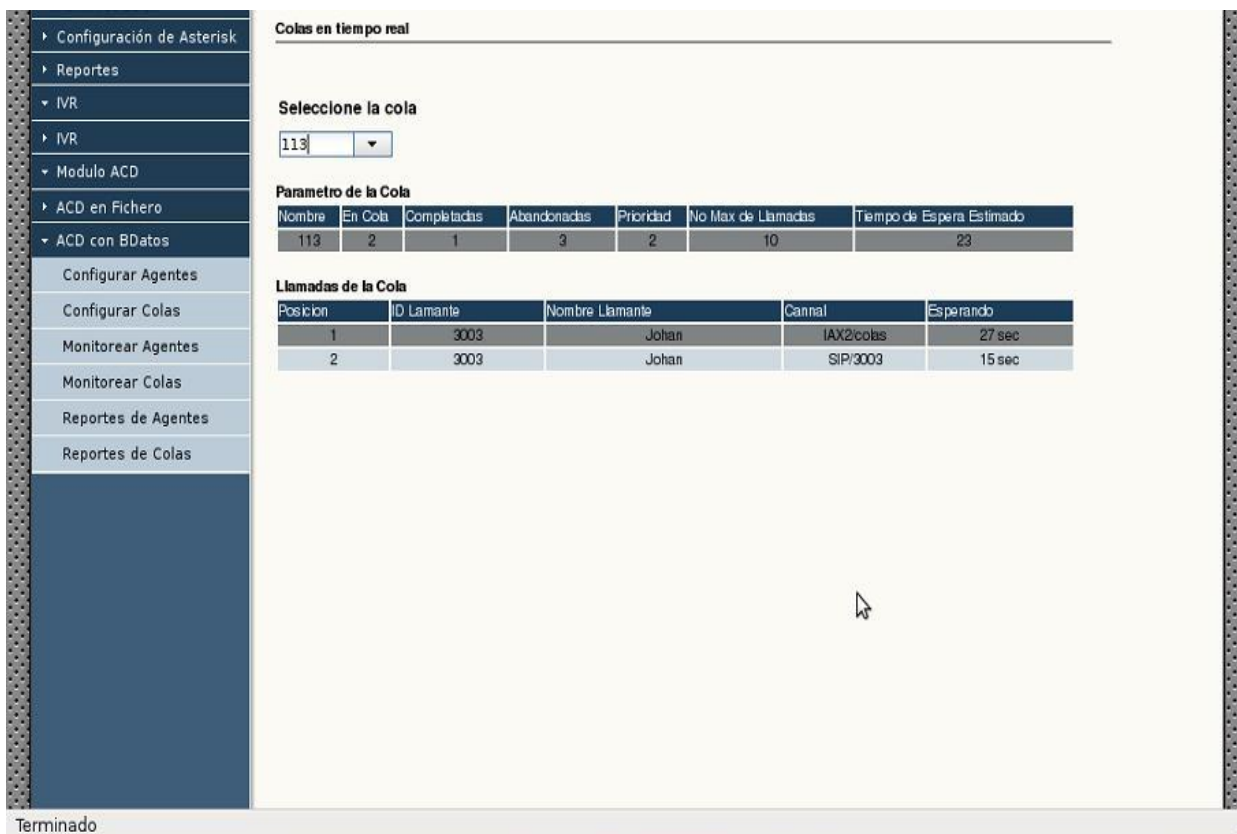 Configuración de Asterisk
Reportes
IVR
IVR
Modulo ACD
ACD en Fichero
ACD con BDatos
Configurar Agentes
Configurar Colas
Monitorear Agentes
Monitorear Colas
Reportes de Agentes
Reportes de Colas
Colas en tiempo real
Seleccione la cola
113
Parametro de la Cola
Nombre En Cola Completadas Abandonadas Prioridad No Max de Llamadas Tiempo de Espera Estimado
113 2 1 3 2 10 23
Llamadas de la Cola
Posicion ID Lamante Nombre Llamante Cannal Esperando
1 3003 Johan IAX2/colas 27 sec
2 3003 Johan SIP/3003 15 sec
Terminado